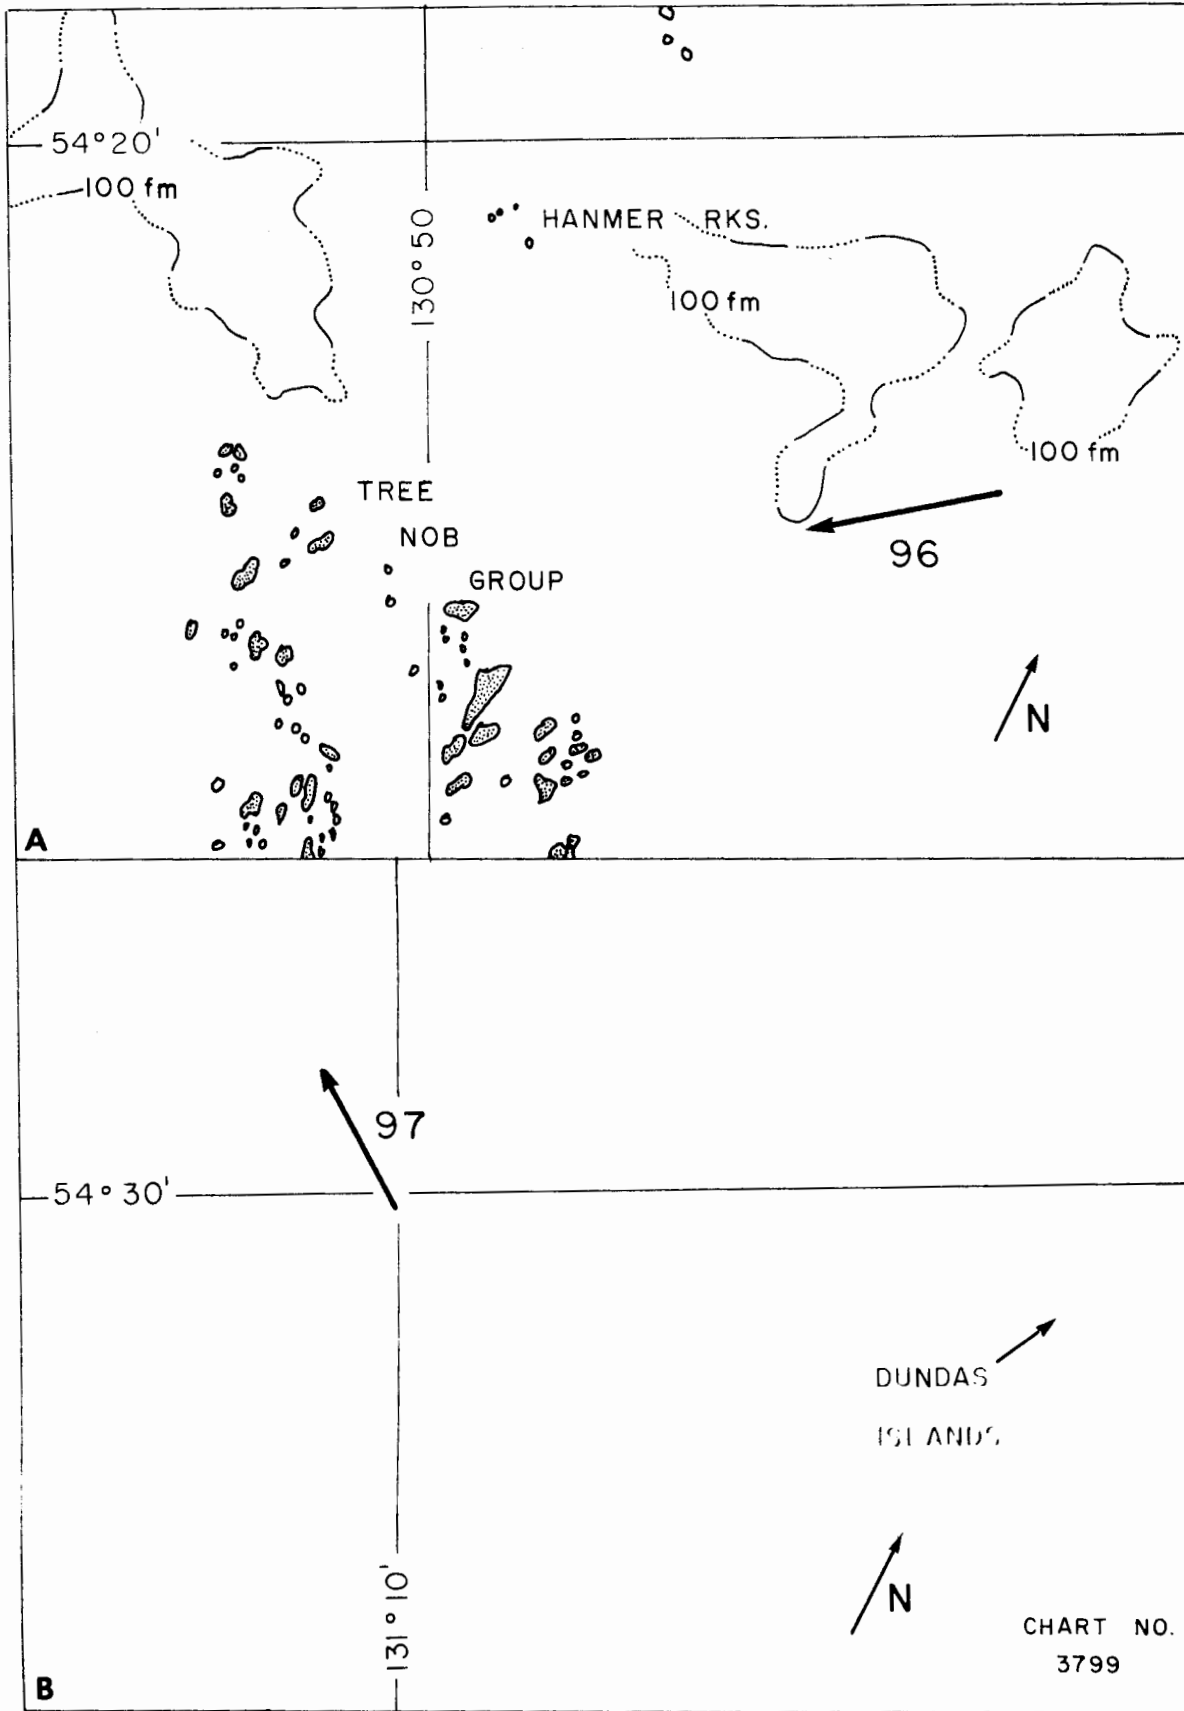 54°20'
100 fm
130°50
HANMER RKS.
100 fm
100 fm
TREE
NOB
GROUP
96
N
A
97
54°30'
DUNDAS
ISLANDS
131°10'
N
CHART NO.
3799
B